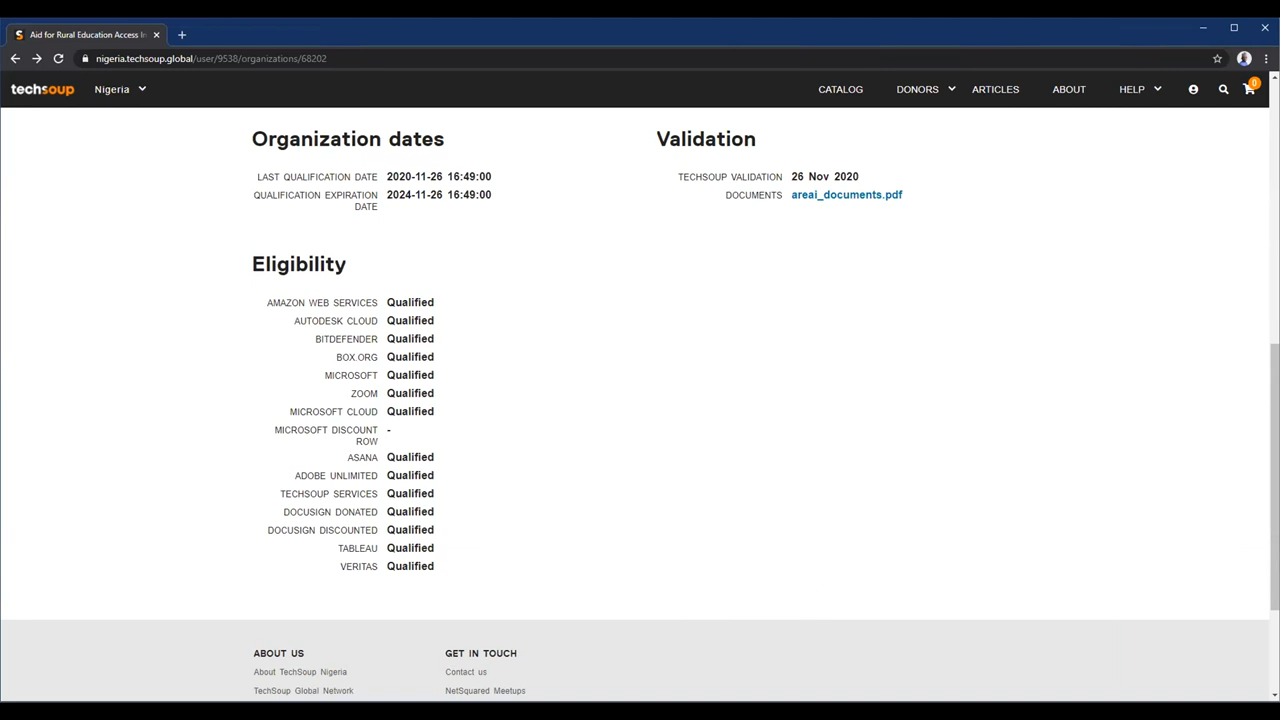 Aid for Rural Education Access In
nigeria.techsoup.global/user/9538/organizations/68202
techsoup
Nigeria
CATALOG
DONORS
ARTICLES
ABOUT
HELP
0
Organization dates
LAST QUALIFICATION DATE 2020-11-26 16:49:00
QUALIFICATION EXPIRATION 2024-11-26 16:49:00
DATE
Validation
TECHSOUP VALIDATION 26 Nov 2020
DOCUMENTS areai_documents.pdf
Eligibility
AMAZON WEB SERVICES Qualified
AUTODESK CLOUD Qualified
BITDEFENDER Qualified
BOX.ORG Qualified
MICROSOFT Qualified
ZOOM Qualified
MICROSOFT CLOUD Qualified
MICROSOFT DISCOUNT -
ROW
ASANA Qualified
ADOBE UNLIMITED Qualified
TECHSOUP SERVICES Qualified
DOCUSIGN DONATED Qualified
DOCUSIGN DISCOUNTED Qualified
TABLEAU Qualified
VERITAS Qualified
ABOUT US
About TechSoup Nigeria
TechSoup Global Network
GET IN TOUCH
Contact us
NetSquared Meetups